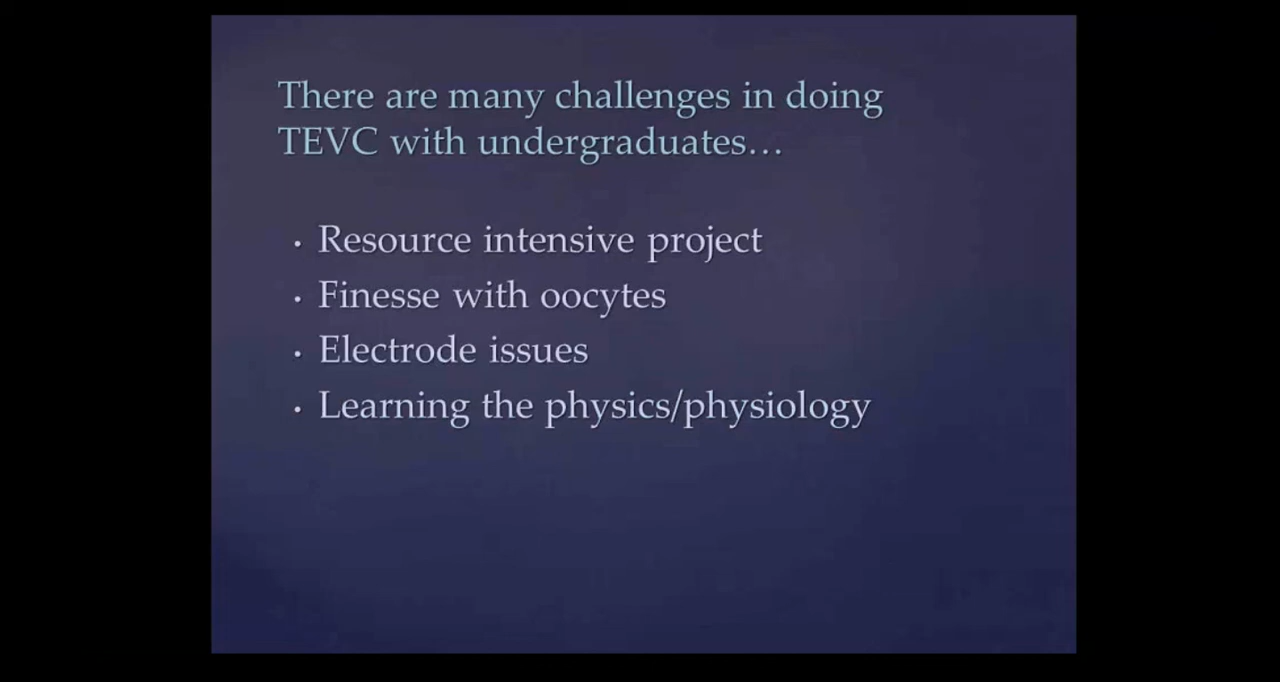 There are many challenges in doing
TEVC with undergraduates…
• Resource intensive project
• Finesse with oocytes
• Electrode issues
• Learning the physics/physiology